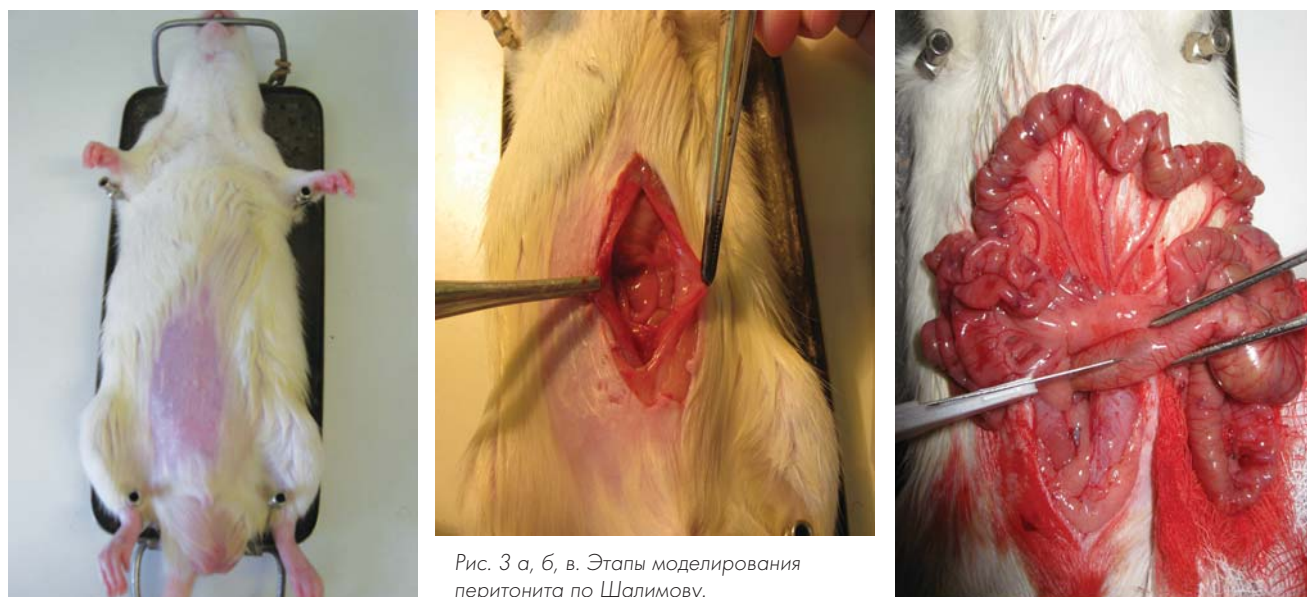 Рис. 3 а, б, в. Этапы моделирования
перитонита по Шалимову.